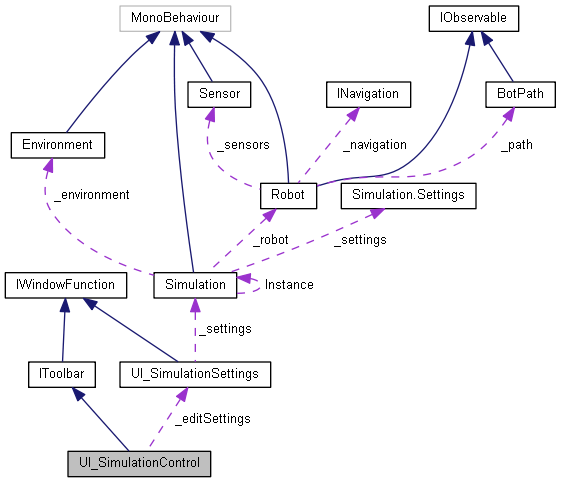 MonoBehaviour
IObservable
Sensor
INavigation
BotPath
Environment
_sensors
_navigation
_path
_environment
Robot
Simulation.Settings
_robot
_settings
IWindowFunction
Simulation
Instance
_settings
IToolbar
UI_SimulationSettings
_editSettings
UI_SimulationControl